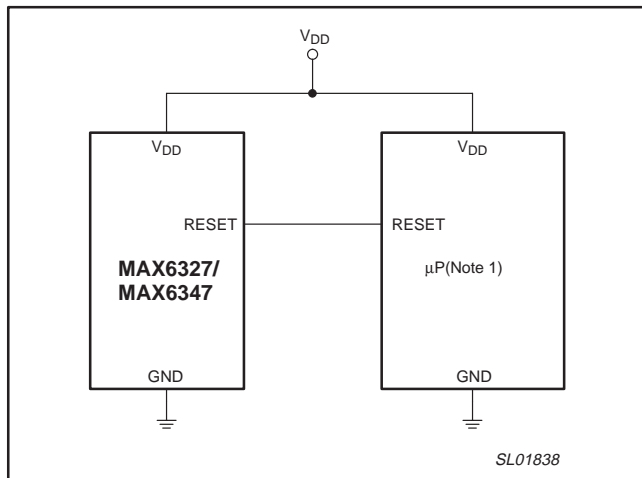 VDD
VDD
VDD
RESET
RESET
MAX6327/
MAX6347
μP(Note 1)
GND
GND
SL01838